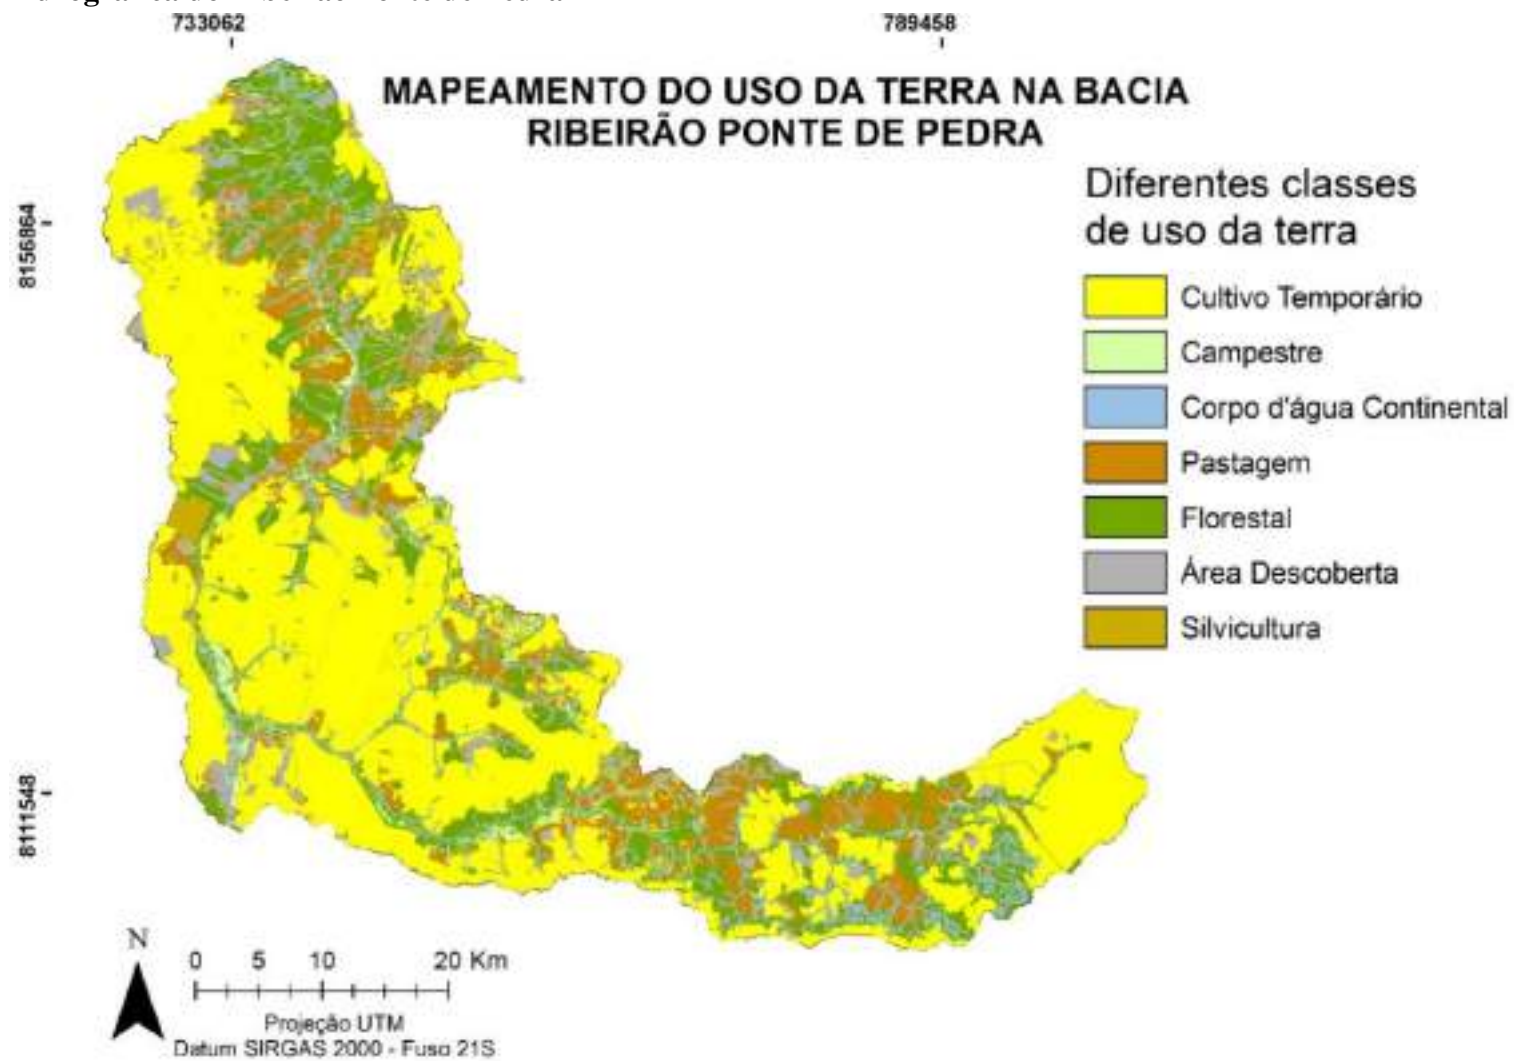 733062
789458
MAPEAMENTO DO USO DA TERRA NA BACIA
RIBEIRÃO PONTE DE PEDRA
Diferentes classes
de uso da terra
8156864
Cultivo Temporário
Campestre
Corpo d'água Continental
Pastagem
Florestal
Área Descoberta
Silvicultura
8111548
N
0 5 10 20 Km
Projeção UTM
Datum SIRGAS 2000 - Fuso 21S